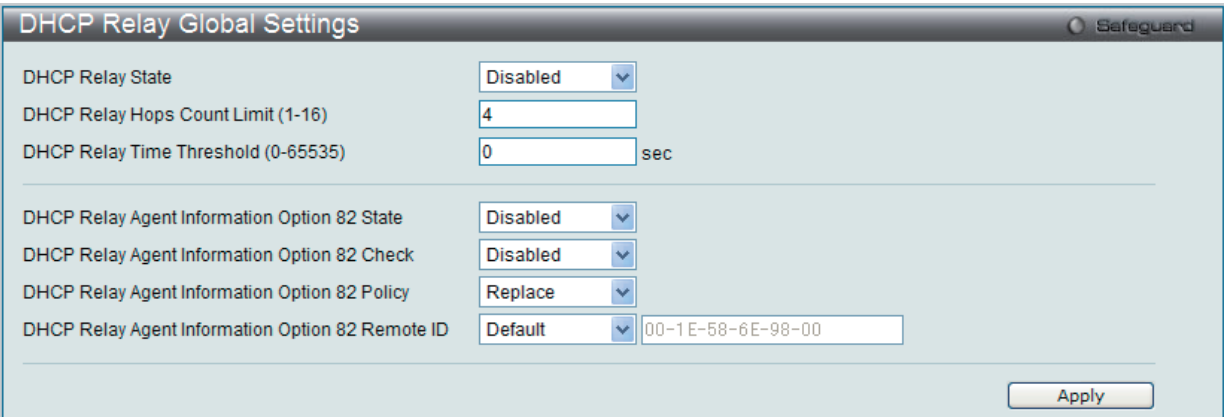 DHCP Relay Global Settings
Safeguard
DHCP Relay State Disabled
DHCP Relay Hops Count Limit (1-16) 4
DHCP Relay Time Threshold (0-65535) 0 sec
DHCP Relay Agent Information Option 82 State Disabled
DHCP Relay Agent Information Option 82 Check Disabled
DHCP Relay Agent Information Option 82 Policy Replace
DHCP Relay Agent Information Option 82 Remote ID Default 00-1E-58-6E-98-00
Apply